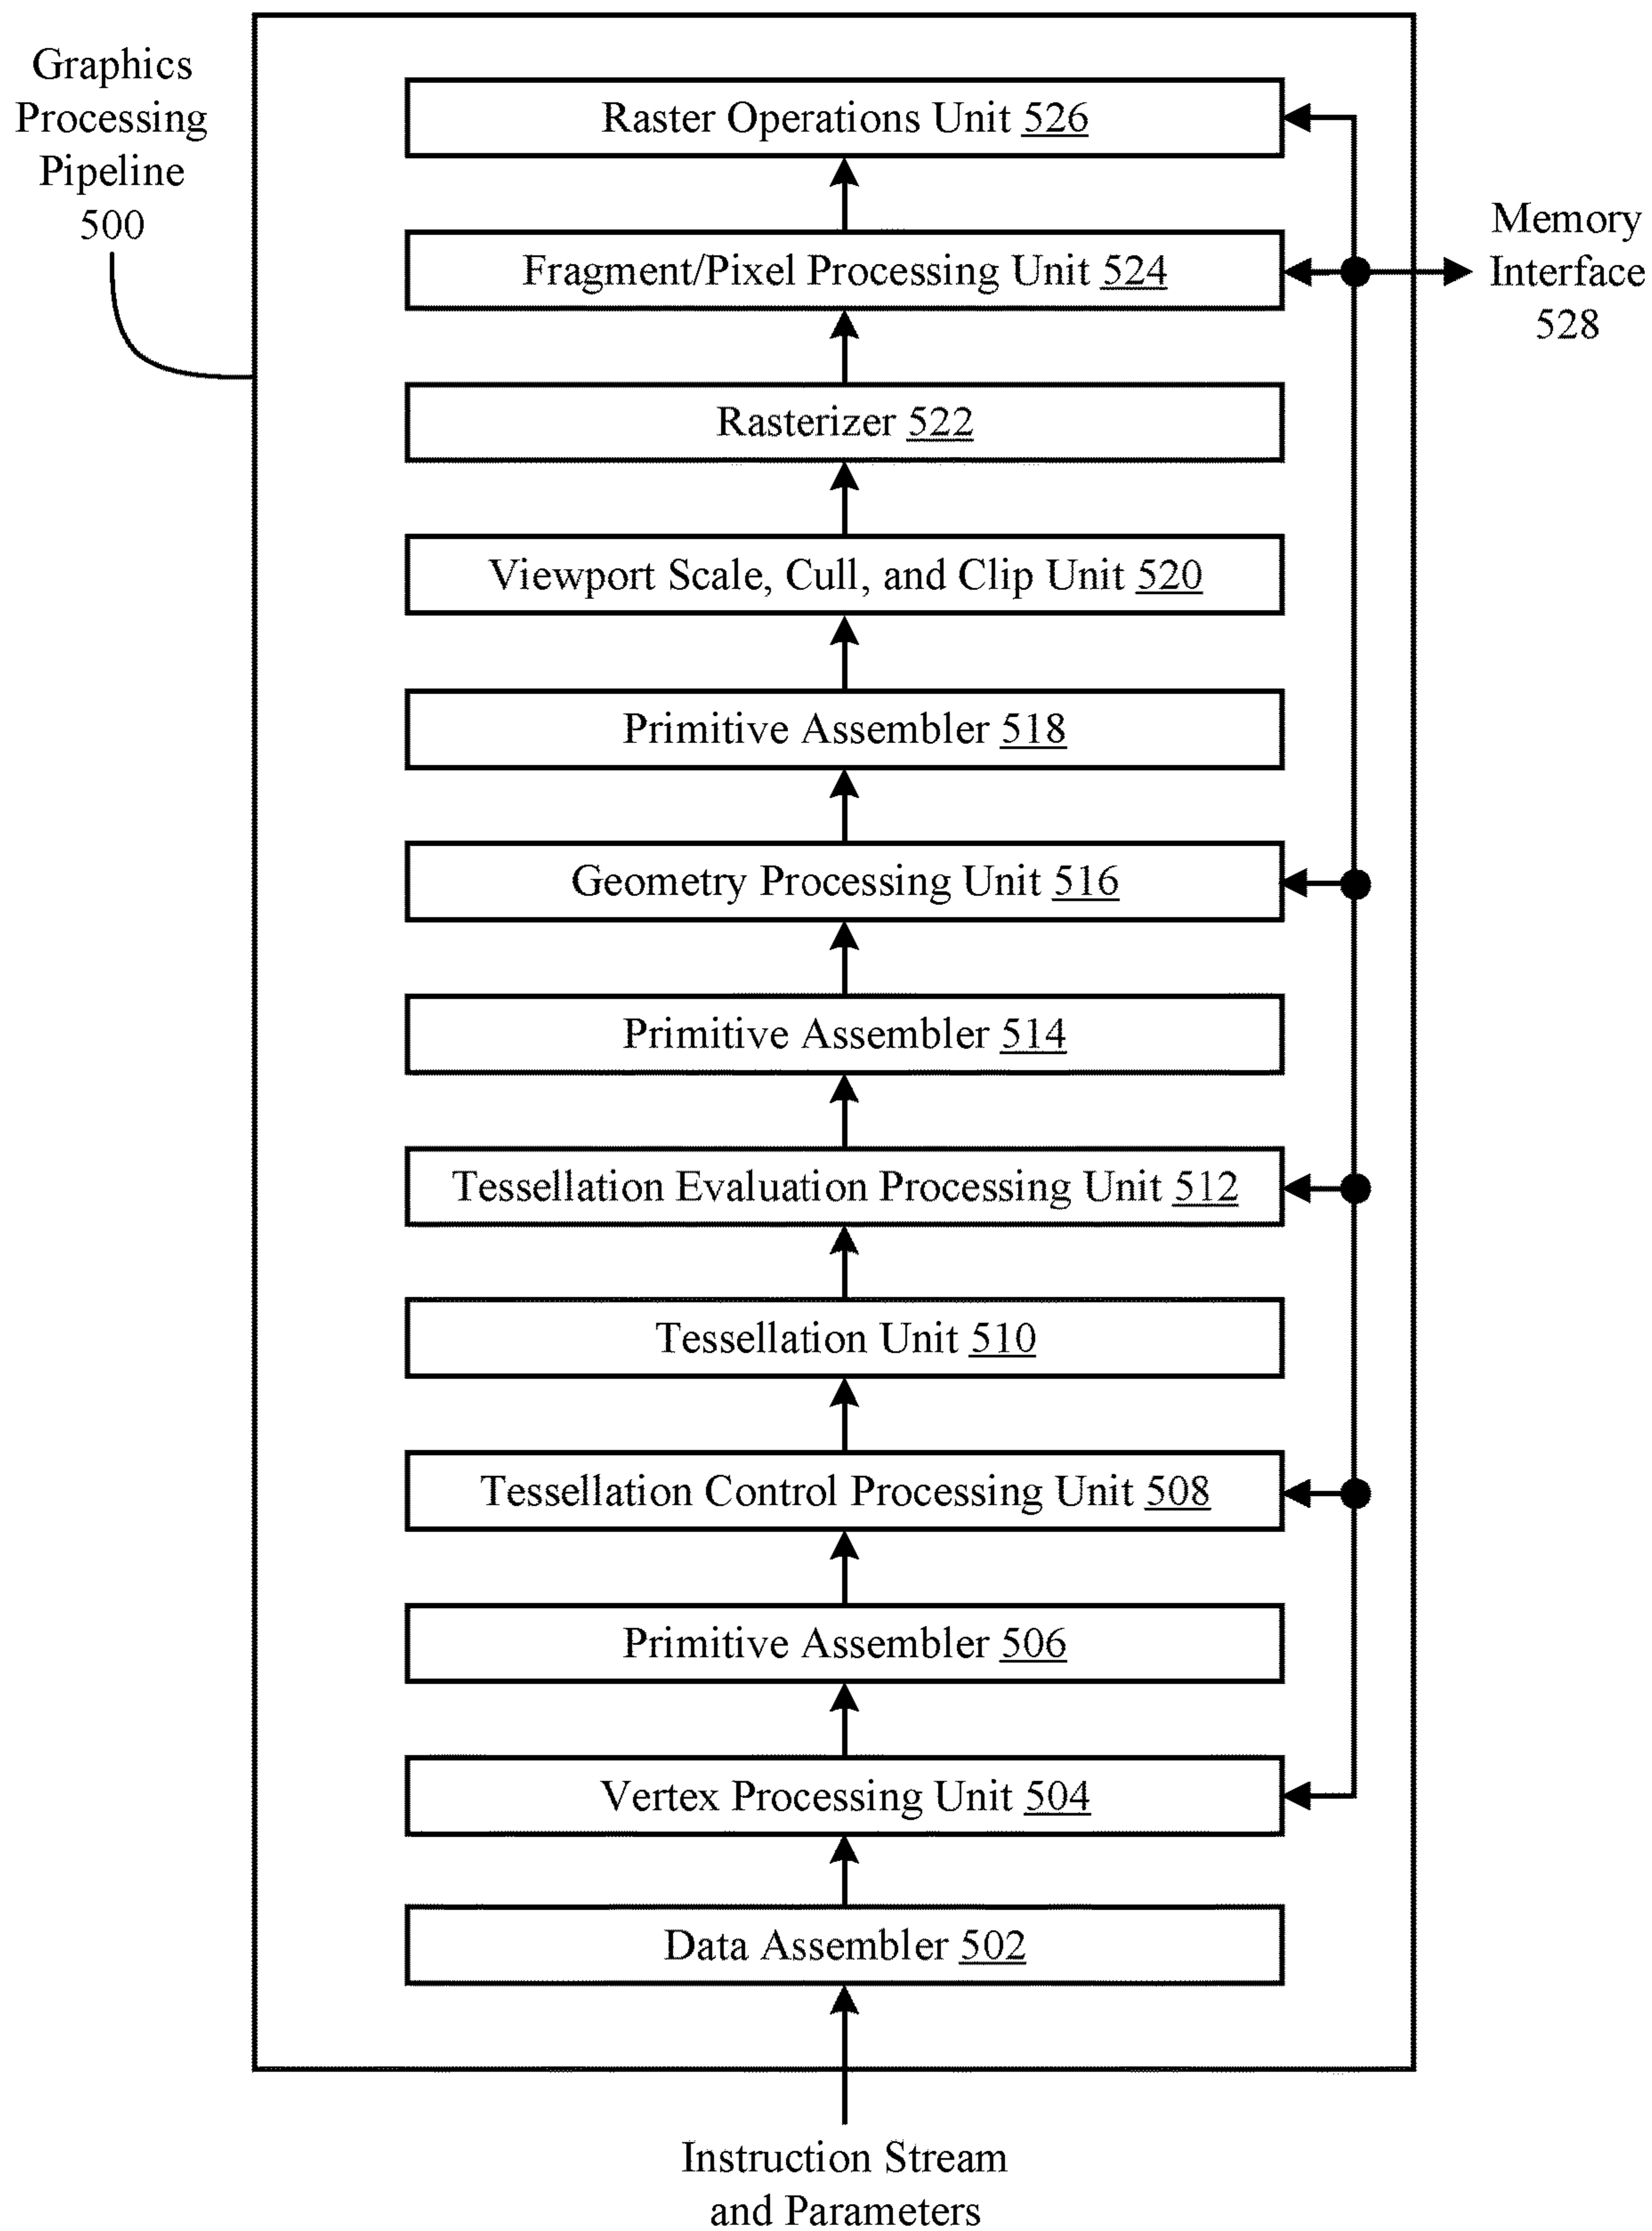 Graphics
Processing
Pipeline
500
Raster Operations Unit 526
Fragment/Pixel Processing Unit 524
Memory
Interface
528
Rasterizer 522
Viewport Scale, Cull, and Clip Unit 520
Primitive Assembler 518
Geometry Processing Unit 516
Primitive Assembler 514
Tessellation Evaluation Processing Unit 512
Tessellation Unit 510
Tessellation Control Processing Unit 508
Primitive Assembler 506
Vertex Processing Unit 504
Data Assembler 502
Instruction Stream
and Parameters